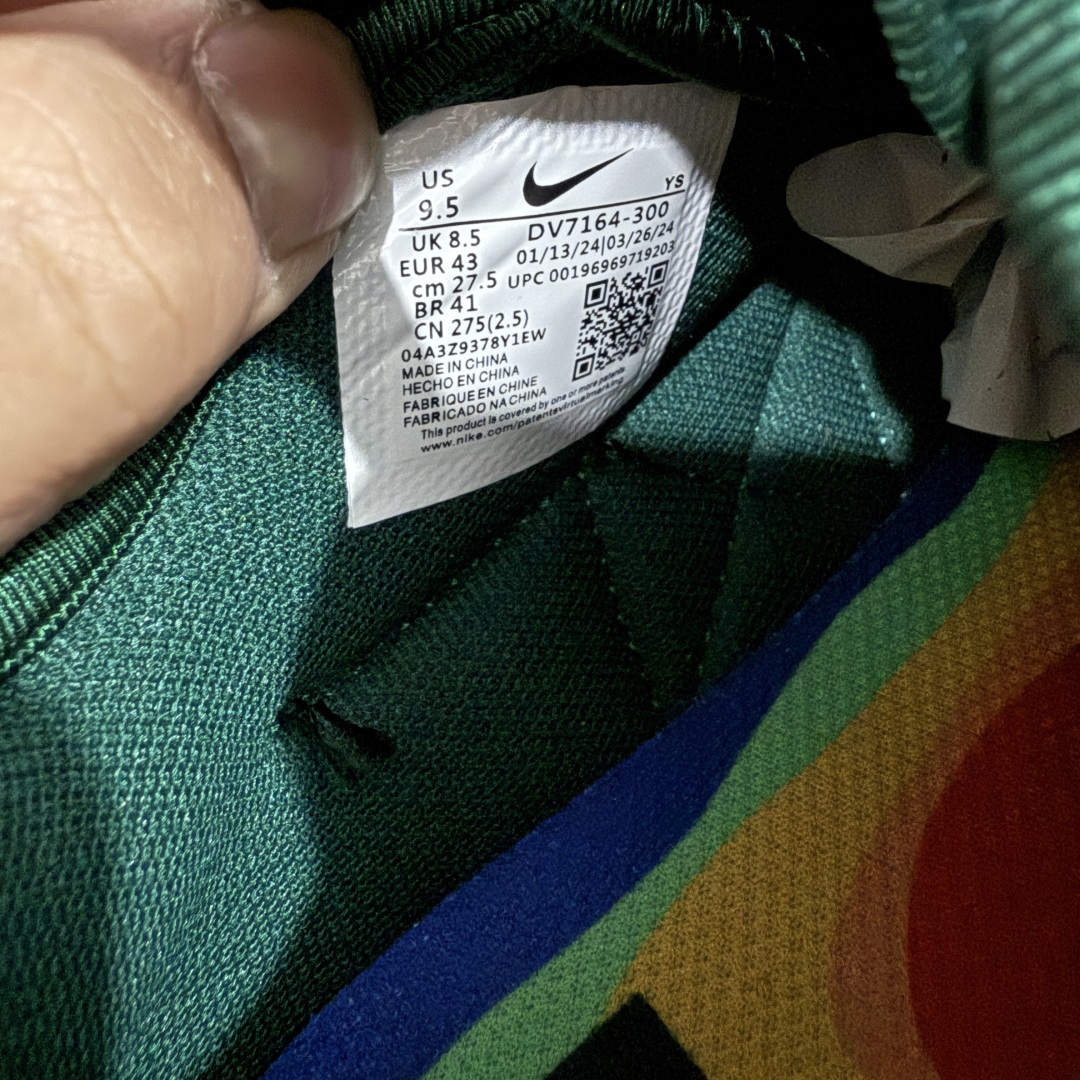 US
9.5
YS
UK 8.5
DV7164-300
EUR 43
01/13/24|03/26/24
cm 27.5
UPC 00196969719203
BR 41
CN 275(2.5)
04A3Z9378Y1EW
MADE IN CHINA
HECHO EN CHINA
FABRIQUE EN CHINE
FABRICADO NA CHINA
This product is covered by one or more patents
www.nike.com/patentsvirtualmarking